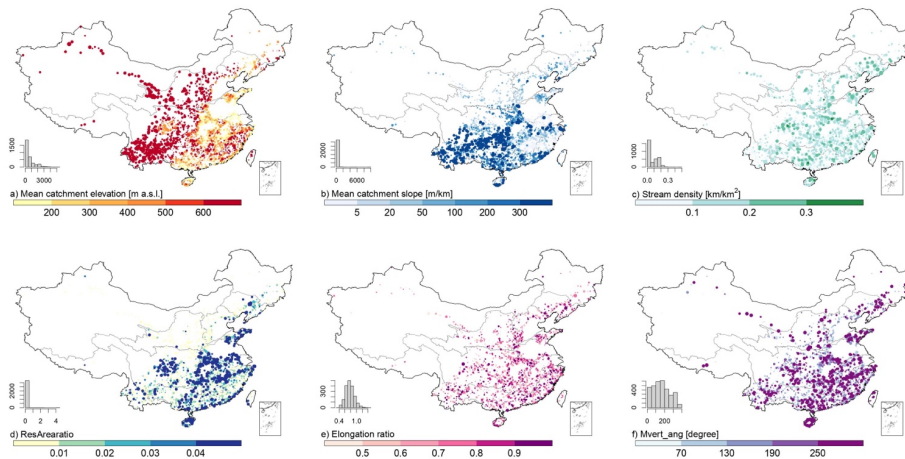 1500
0
0 3000
a) Mean catchment elevation [m a.s.l.]
200 300 400 500 600
2000
0
0 6000
b) Mean catchment slope [m/km]
5 20 50 100 200 300
1000
0
0.0 0.3
c) Stream density [km/km²]
0.1 0.2 0.3
2000
0
0 2 4
d) ResArearatio
0.01 0.02 0.03 0.04
300
0
0.4 1.0
e) Elongation ratio
0.5 0.6 0.7 0.8 0.9
400
0
0 200
f) Mvert_ang [degree]
70 130 190 250